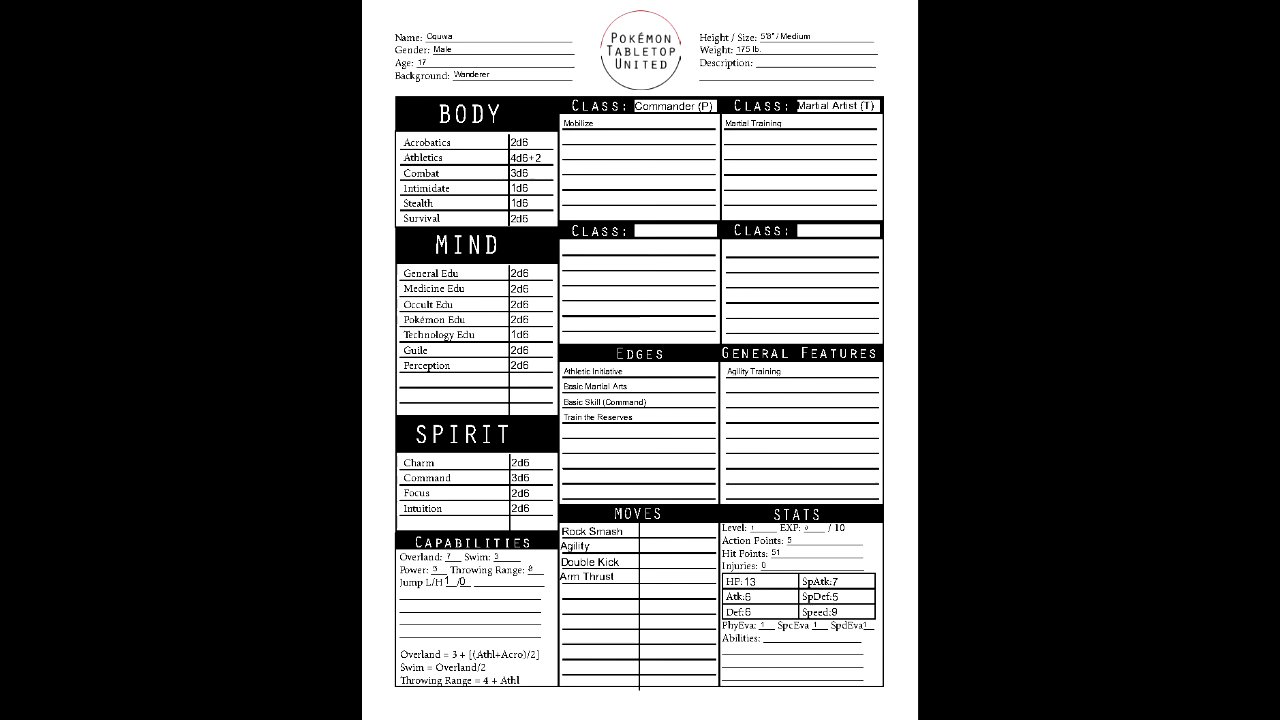 Name: Oquwa
Gender: Male
Age: 17
Background: Wanderer
POKÉMON
TABLETOP
UNITED
Height / Size: 5'8" / Medium
Weight: 175 lb.
Description:
BODY
Acrobatics 2d6
Athletics 4d6+2
Combat 3d6
Intimidate 1d6
Stealth 1d6
Survival 2d6
MIND
General Edu 2d6
Medicine Edu 2d6
Occult Edu 2d6
Pokémon Edu 2d6
Technology Edu 1d6
Guile 2d6
Perception 2d6
SPIRIT
Charm 2d6
Command 3d6
Focus 2d6
Intuition 2d6
CAPABILITIES
Overland: 7 Swim: 3
Power: 5 Throwing Range: 8
Jump L/H 1 /0
Overland = 3 + [(Athl+Acro)/2]
Swim = Overland/2
Throwing Range = 4 + Athl
CLASS: Commander (P)
Mobilize
CLASS: Martial Artist (T)
Martial Training
CLASS:
CLASS:
EDGES
Athletic Initiative
Basic Martial Arts
Basic Skill (Command)
Train the Reserves
GENERAL FEATURES
Agility Training
MOVES
Rock Smash
Agility
Double Kick
Arm Thrust
STATS
Level: 1 EXP: 0 / 10
Action Points: 5
Hit Points: 51
Injuries: 0
HP: 13 SpAtk: 7
Atk: 6 SpDef: 5
Def: 6 Speed: 9
PhyEva: 1 SpcEva 1 SpdEva 1
Abilities: